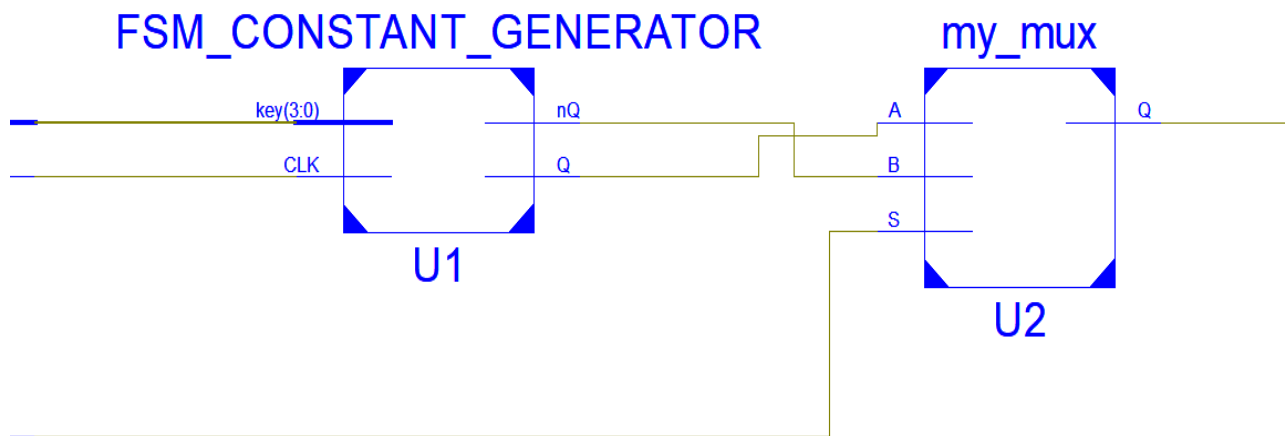 FSM_CONSTANT_GENERATOR my_mux
key(3:0) nQ A Q
CLK Q B
S
U1
U2